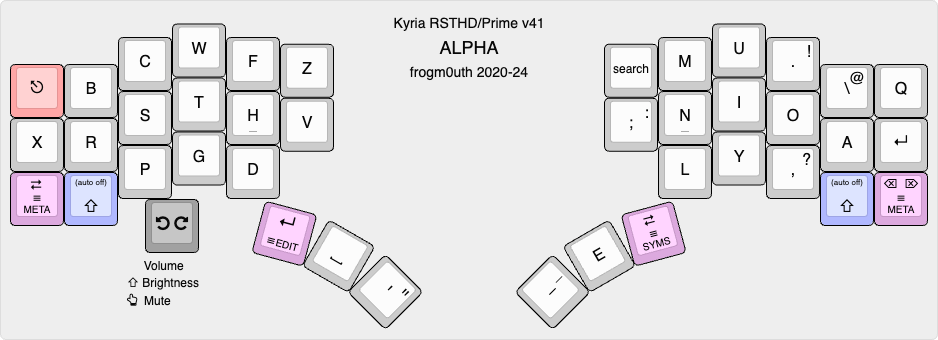 Kyria RSTHD/Prime v41
ALPHA
frogm0uth 2020-24
W
U
C
F
M
. !
Z
search
B
\ @
Q
T
I
S
H
_
N
_
O
V
; :
X
R
A
G
Y
P
D
L
, ?
META
(auto off)
(auto off)
META
EDIT
E
SYMS
' "
- _
Volume
Brightness
Mute